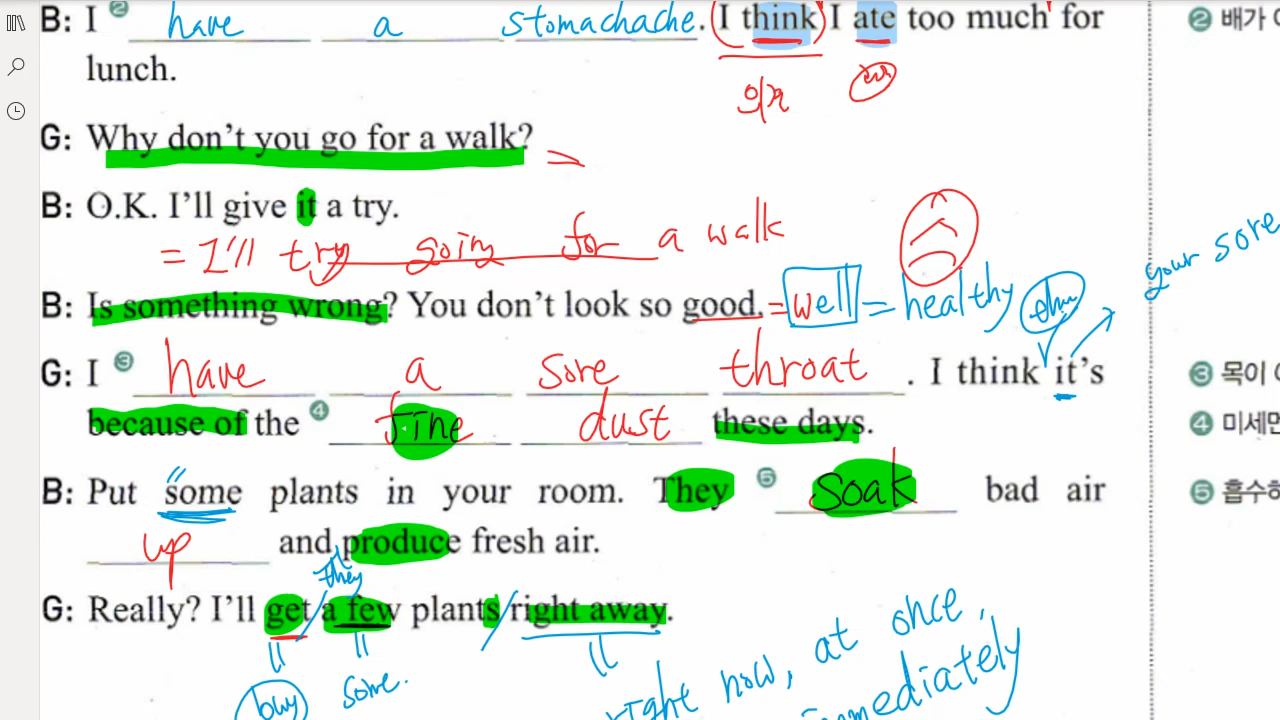 B: I ② have a stomachache. (I think) I ate too much for ② 배가
lunch.
의견
G: Why don't you go for a walk?
B: O.K. I'll give it a try.
= I'll try going for a walk
your sore
B: Is something wrong? You don't look so good. = well = healthy
G: I ③ have a sore throat. I think it's ③ 목이
because of the ④ fine dust these days. ④ 미세먼
B: Put some plants in your room. They ⑤ soak bad air ⑤ 흡수하
up and produce fresh air.
they
G: Really? I'll get / a few plants / right away.
buy some. right now, at once,
immediately